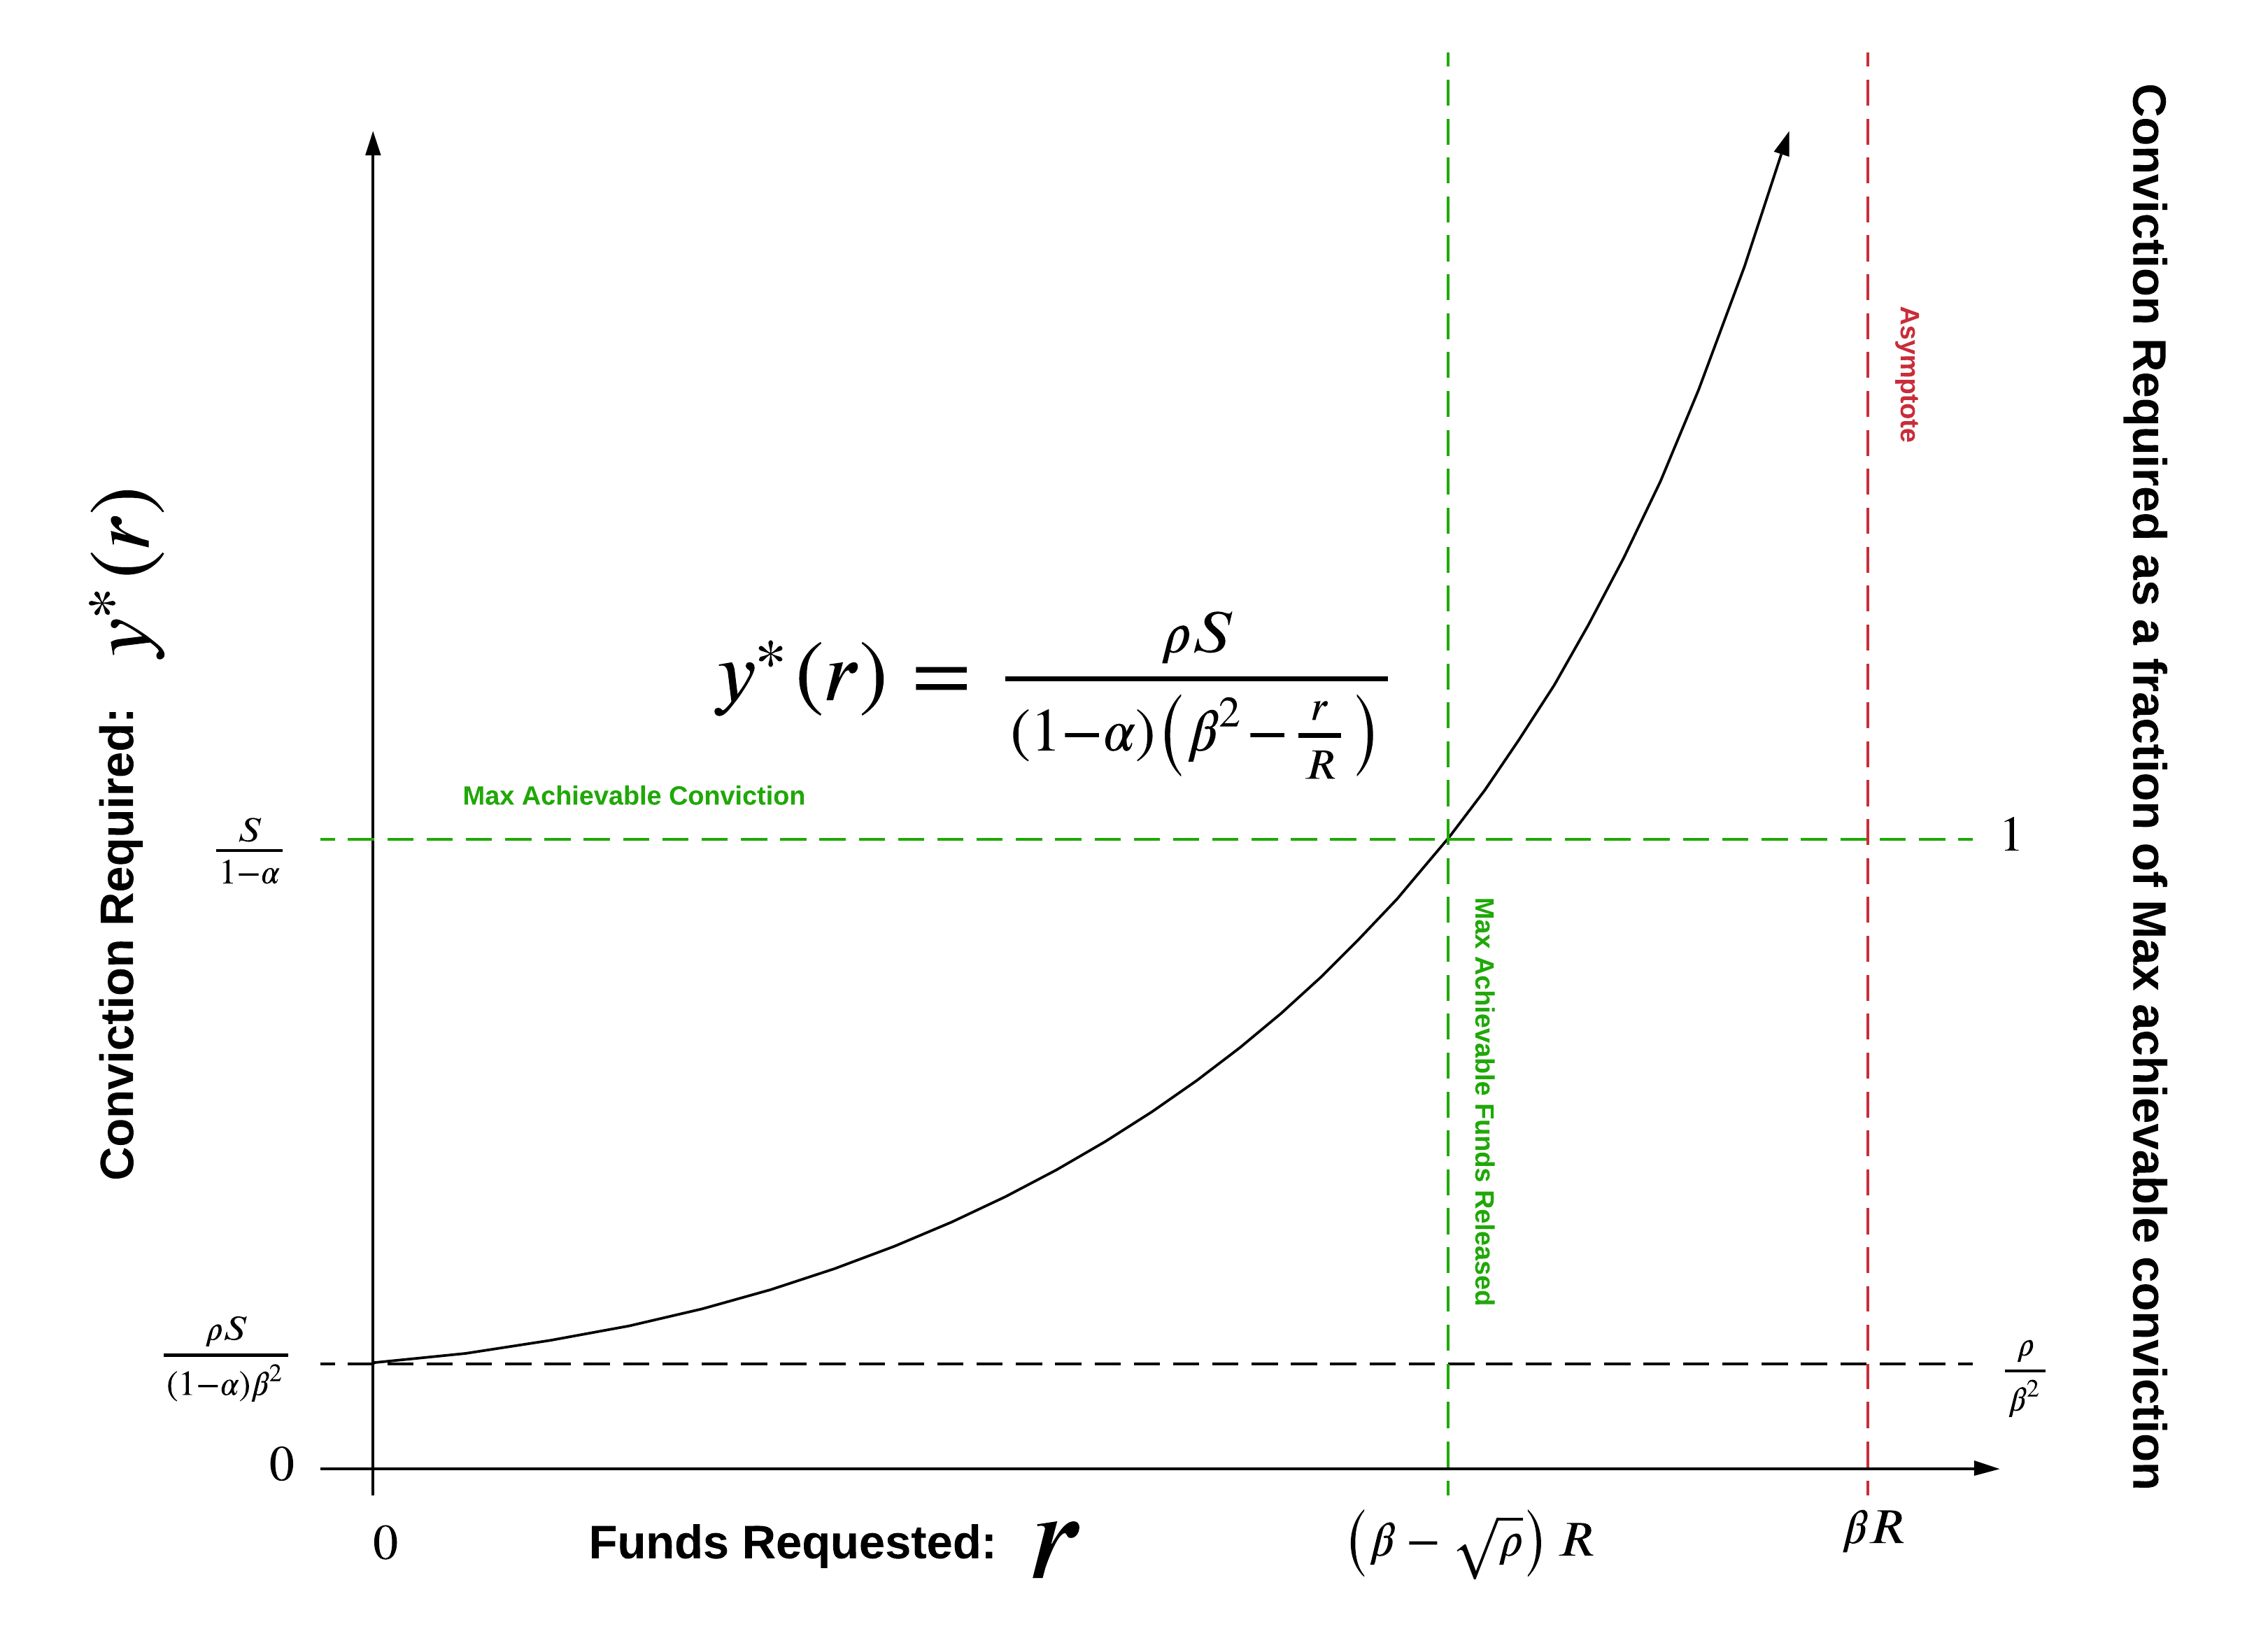 Conviction Required: y*(r)
Conviction Required as a fraction of Max achievable conviction
Asymptote
y*(r) = ρS / (1−α)(β² − r/R)
Max Achievable Conviction
S / 1−α
1
Max Achievable Funds Released
ρS / (1−α)β²
ρ / β²
0
0
Funds Requested: r
(β − √ρ) R
βR